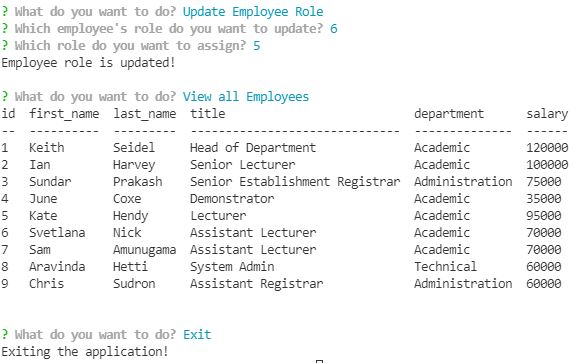 ? What do you want to do? Update Employee Role
? Which employee's role do you want to update? 6
? Which role do you want to assign? 5
Employee role is updated!
? What do you want to do? View all Employees
id  first_name  last_name  title                           department      salary
--  ----------  ---------  ------------------------------  --------------  ------
1   Keith       Seidel     Head of Department              Academic        120000
2   Ian         Harvey     Senior Lecturer                 Academic        100000
3   Sundar      Prakash    Senior Establishment Registrar  Administration  75000
4   June        Coxe       Demonstrator                    Academic        35000
5   Kate        Hendy      Lecturer                        Academic        95000
6   Svetlana    Nick       Assistant Lecturer              Academic        70000
7   Sam         Amunugama  Assistant Lecturer              Academic        70000
8   Aravinda    Hetti      System Admin                    Technical       60000
9   Chris       Sudron     Assistant Registrar             Administration  60000
? What do you want to do? Exit
Exiting the application!